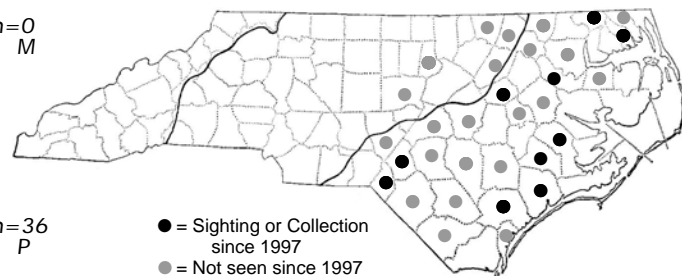 n=0
M
n=36
P
● = Sighting or Collection
since 1997
● = Not seen since 1997